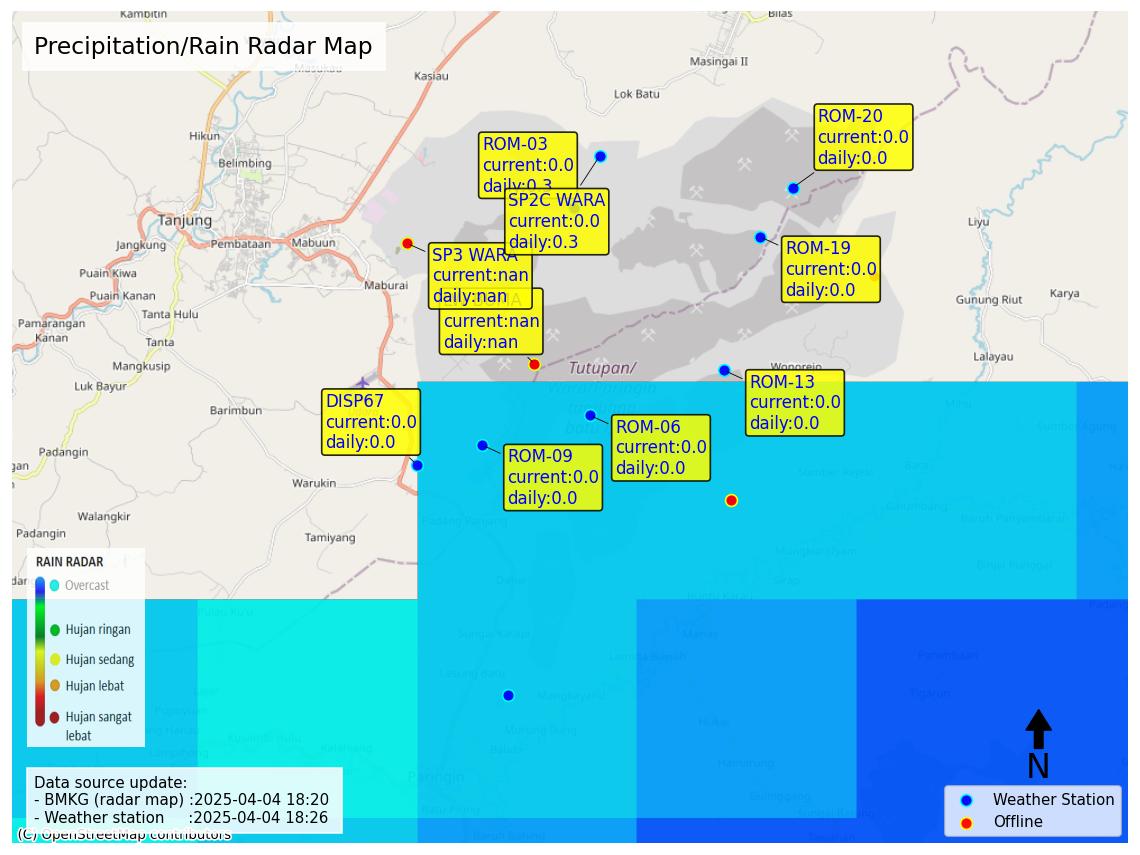 Kambitin
Bilas
Precipitation/Rain Radar Map
Masukau
Kasiau
Masingai II
Lok Batu
ROM-20
current:0.0
daily:0.0
Hikun
ROM-03
current:0.0
daily:0.3
Belimbing
SP2C WARA
current:0.0
daily:0.3
Tanjung
Liyu
Jangkung
Pembataan
Mabuun
SP3 WARA
current:nan
daily:nan
ROM-19
current:0.0
daily:0.0
Puain Kiwa
Maburai
Puain Kanan
Gunung Riut
Karya
current:nan
daily:nan
Tanta Hulu
Pamarangan
Kanan
Tanta
Lalayau
Mangkusip
Tutupan/
Wonorejo
Luk Bayur
ROM-13
current:0.0
daily:0.0
Barimbun
DISP67
current:0.0
daily:0.0
ROM-06
current:0.0
daily:0.0
ROM-09
current:0.0
daily:0.0
Warukin
Walangkir
Padangin
Tamiyang
Padang Panjang
RAIN RADAR
Overcast
Hujan ringan
Hujan sedang
Hujan lebat
Hujan sangat
lebat
Paringin
N
Data source update:
- BMKG (radar map) :2025-04-04 18:20
- Weather station :2025-04-04 18:26
Weather Station
Offline
(C) OpenStreetMap contributors